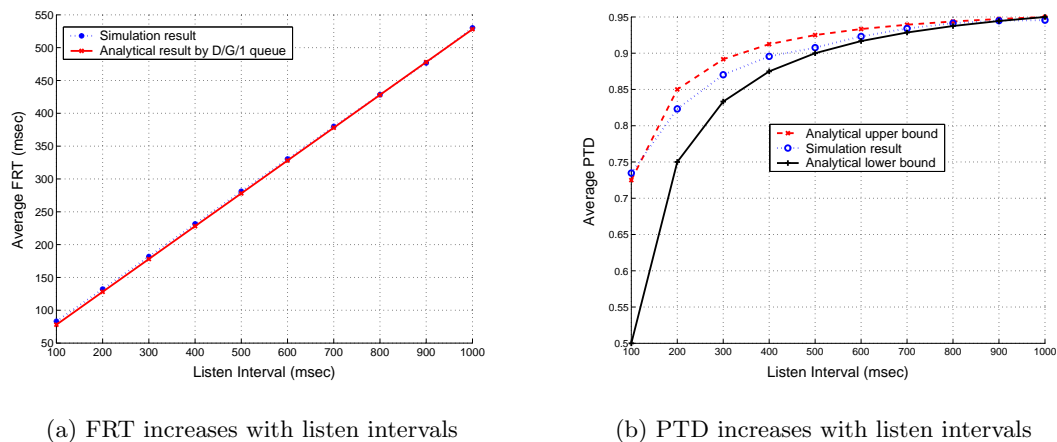 550
500
450
400
350
300
250
200
150
100
50
Average FRT (msec)
Simulation result
Analytical result by D/G/1 queue
100 200 300 400 500 600 700 800 900 1000
Listen Interval (msec)
(a) FRT increases with listen intervals
0.95
0.9
0.85
0.8
0.75
0.7
0.65
0.6
0.55
0.5
Average PTD
Analytical upper bound
Simulation result
Analytical lower bound
100 200 300 400 500 600 700 800 900 1000
Listen Interval (msec)
(b) PTD increases with listen intervals